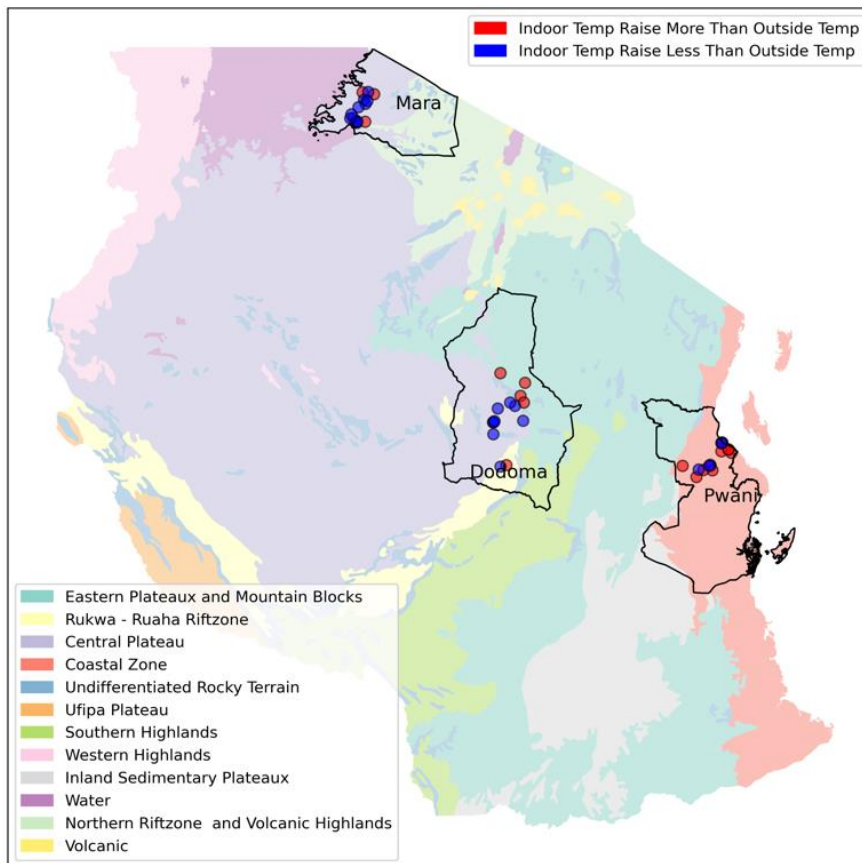 Indoor Temp Raise More Than Outside Temp
Indoor Temp Raise Less Than Outside Temp
Mara
Dodoma
Pwani
Eastern Plateaux and Mountain Blocks
Rukwa - Ruaha Riftzone
Central Plateau
Coastal Zone
Undifferentiated Rocky Terrain
Ufipa Plateau
Southern Highlands
Western Highlands
Inland Sedimentary Plateaux
Water
Northern Riftzone  and Volcanic Highlands
Volcanic